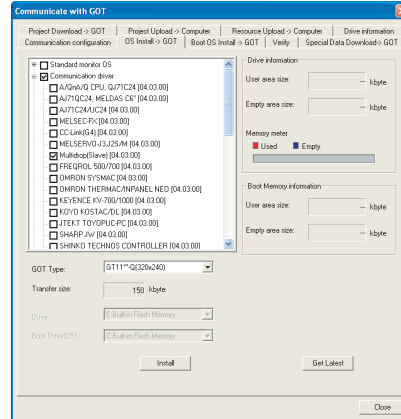 Communicate with GOT
Project Download -> GOT
Project Upload -> Computer
Resource Upload -> Computer
Drive information
Communication configuration
OS Install -> GOT
Boot OS Install -> GOT
Verify
Special Data Download-> GOT
Standard monitor OS
Communication driver
A/QnA/Q CPU, QJ71C24 [04.03.00]
AJ71QC24, MELDAS C6* [04.03.00]
AJ71C24/UC24 [04.03.00]
MELSEC-FX [04.03.00]
CC-Link(G4) [04.03.00]
MELSERVO-J3,J2S/M [04.03.00]
Multidrop(Slave) [04.03.00]
FREQROL 500/700 [04.03.00]
OMRON SYSMAC [04.03.00]
OMRON THERMAC/INPANEL NEO [04.03.00]
KEYENCE KV-700/1000 [04.03.00]
KOYO KOSTAC/DL [04.03.00]
JTEKT TOYOPUC-PC [04.03.00]
SHARP JW [04.03.00]
SHINKO TECHNOS CONTROLLER [04.03.00]
Drive information
User area size: -- kbyte
Empty area size: -- kbyte
Memory meter
Used Empty
Boot Memory information
User area size: -- kbyte
Empty area size: -- kbyte
GOT Type: GT11**-Q(320x240)
Transfer size: 150 kbyte
Drive: C:Built-in Flash Memory
Boot Drive(OS): C:Built-in Flash Memory
Install
Get Latest
Close